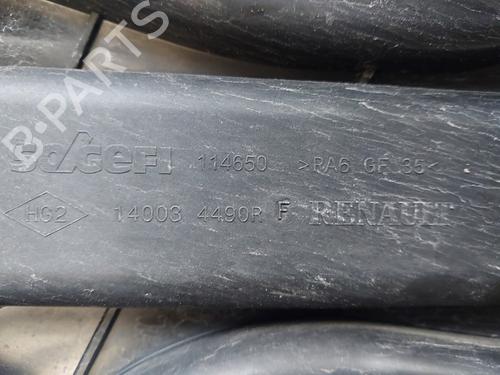 B-PARTS
sogefi 114650 >PA6 GF 35<
HG2 14003 4490R F RENAULT